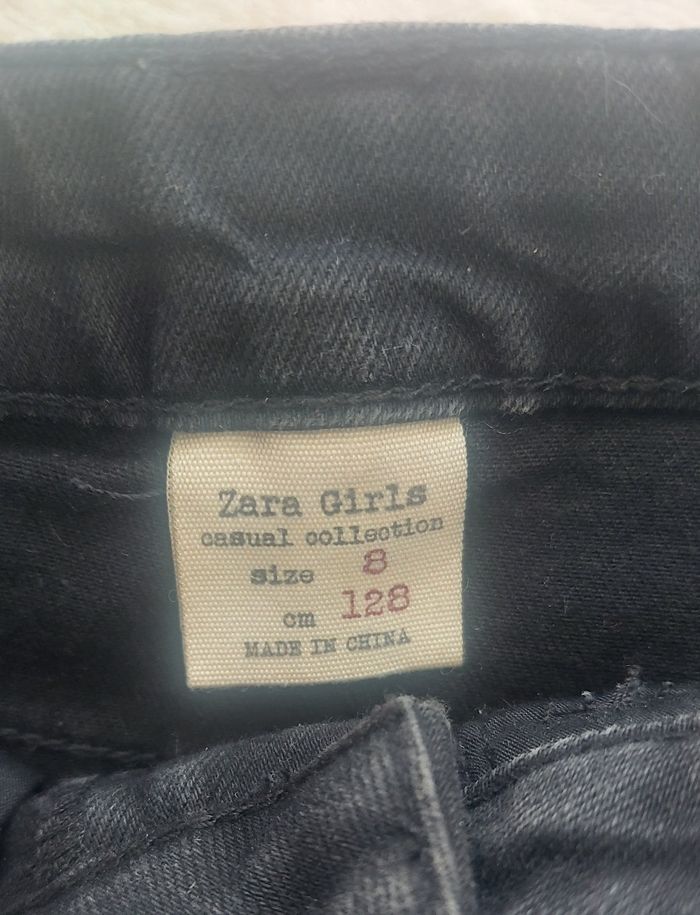 Zara Girls
casual collection
size 8
cm 128
MADE IN CHINA